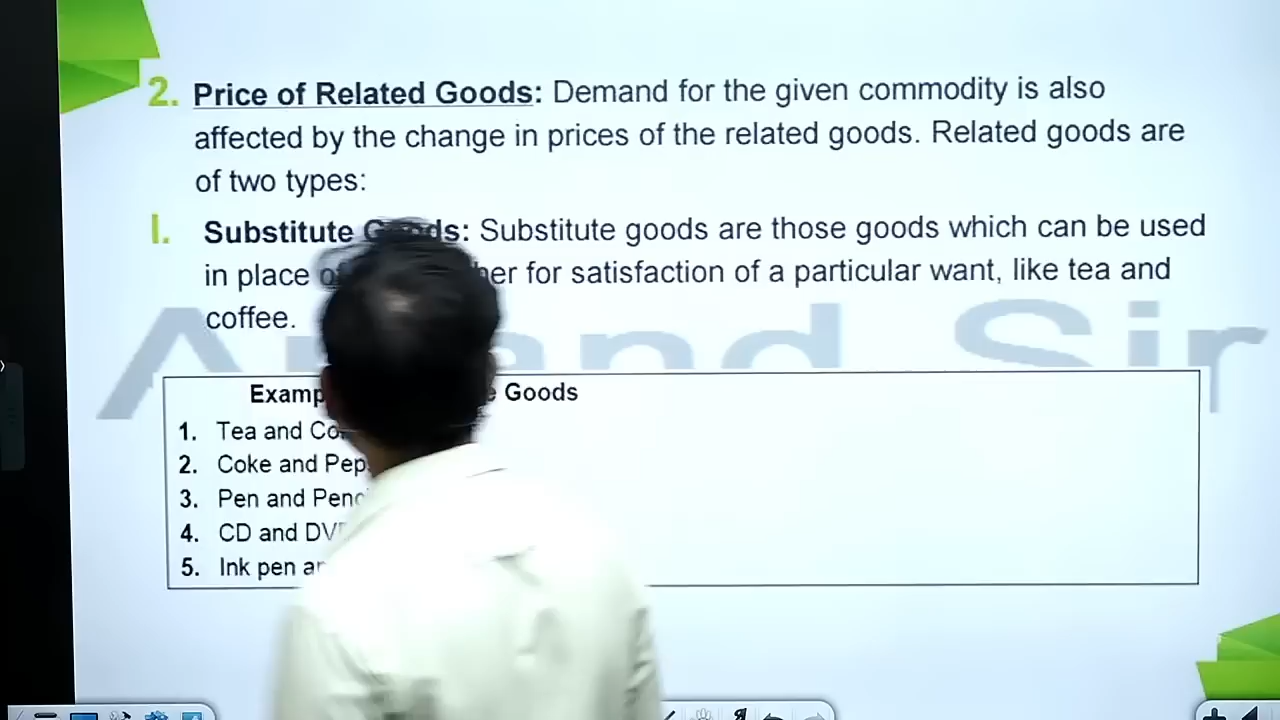 2. Price of Related Goods: Demand for the given commodity is also
affected by the change in prices of the related goods. Related goods are
of two types:
I. Substitute Goods: Substitute goods are those goods which can be used
in place for satisfaction of a particular want, like tea and
coffee.
Anand Sir
Goods
1. Tea and
2. Coke and
3. Pen and
4. CD and
5. Ink pen